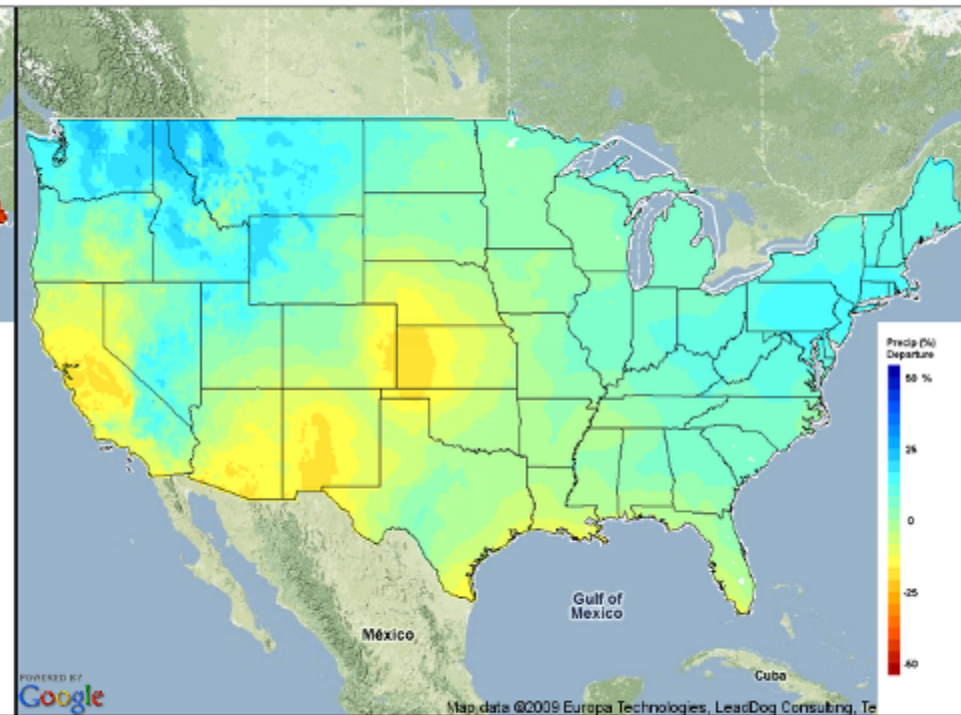 Precip (%)
Departure
50 %
25
0
-25
-50
Gulf of
Mexico
México
Cuba
POWERED BY
Google
Map data ©2009 Europa Technologies, LeadDog Consulting, Te